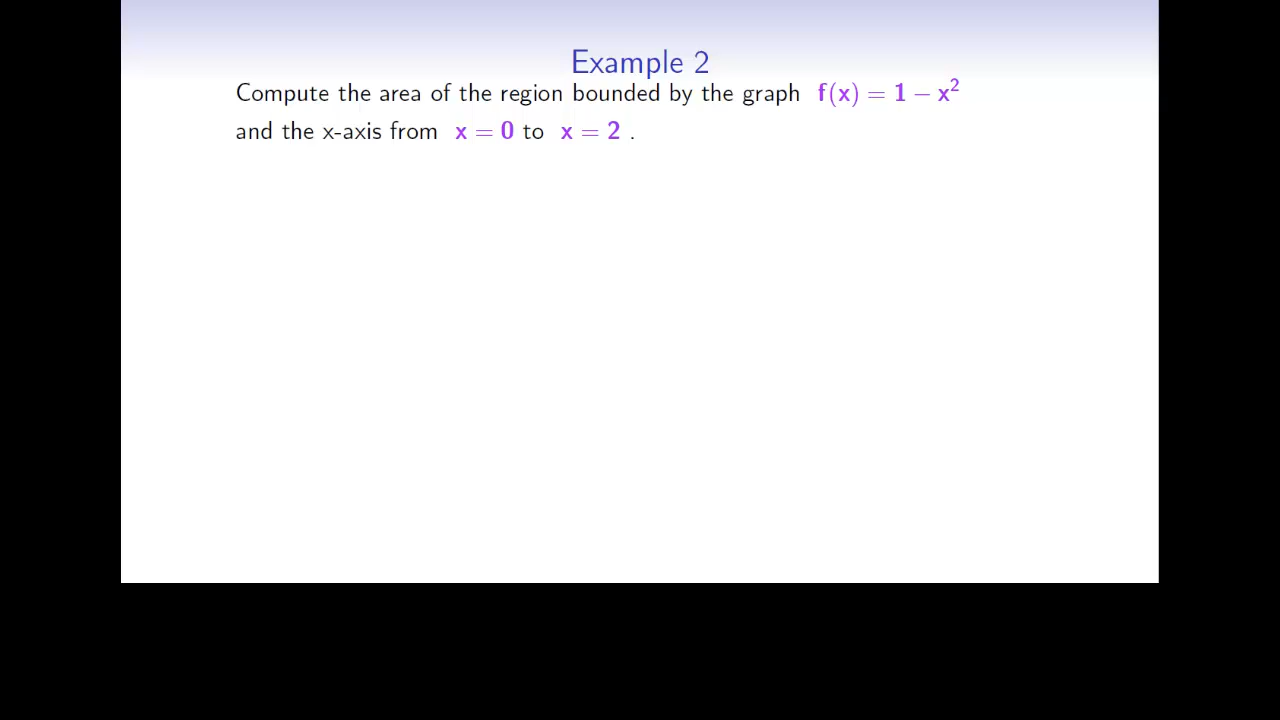 Example 2
Compute the area of the region bounded by the graph f(x) = 1 − x²
and the x-axis from x = 0 to x = 2 .